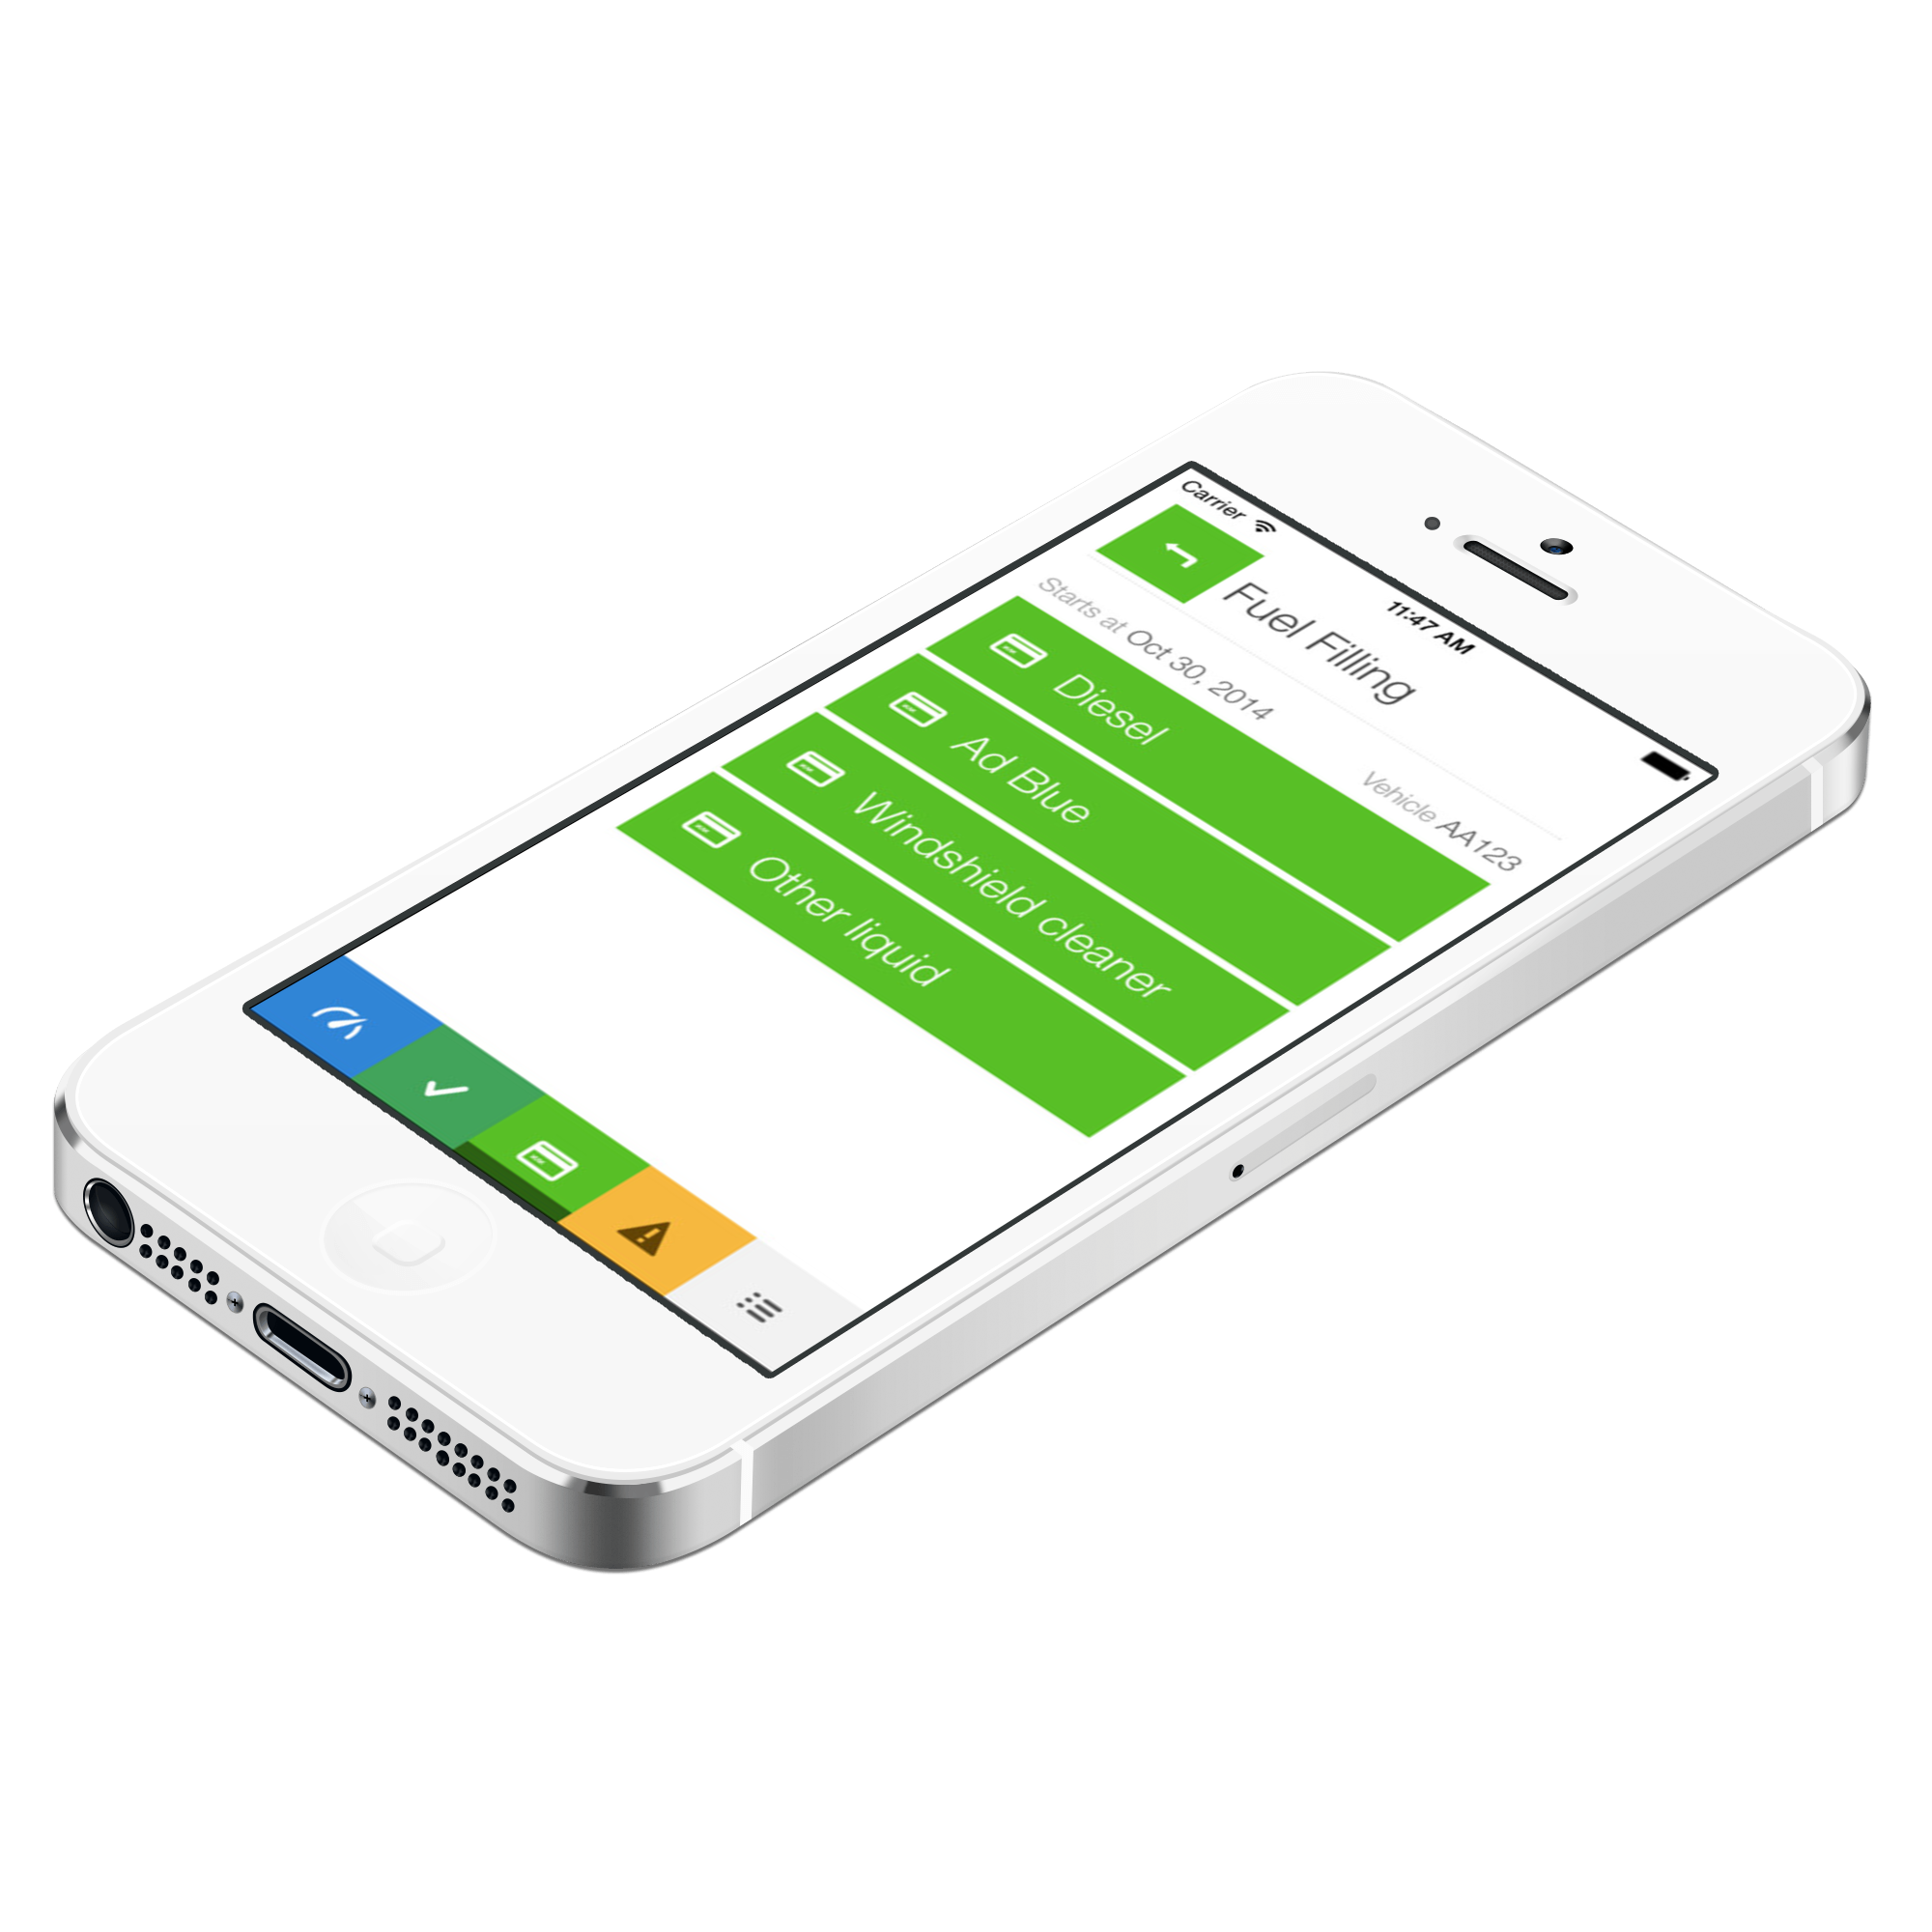 Carrier 11:47 AM
Fuel Filling
Starts at Oct 30, 2014 Vehicle AA123
Diesel
Ad Blue
Windshield cleaner
Other liquid